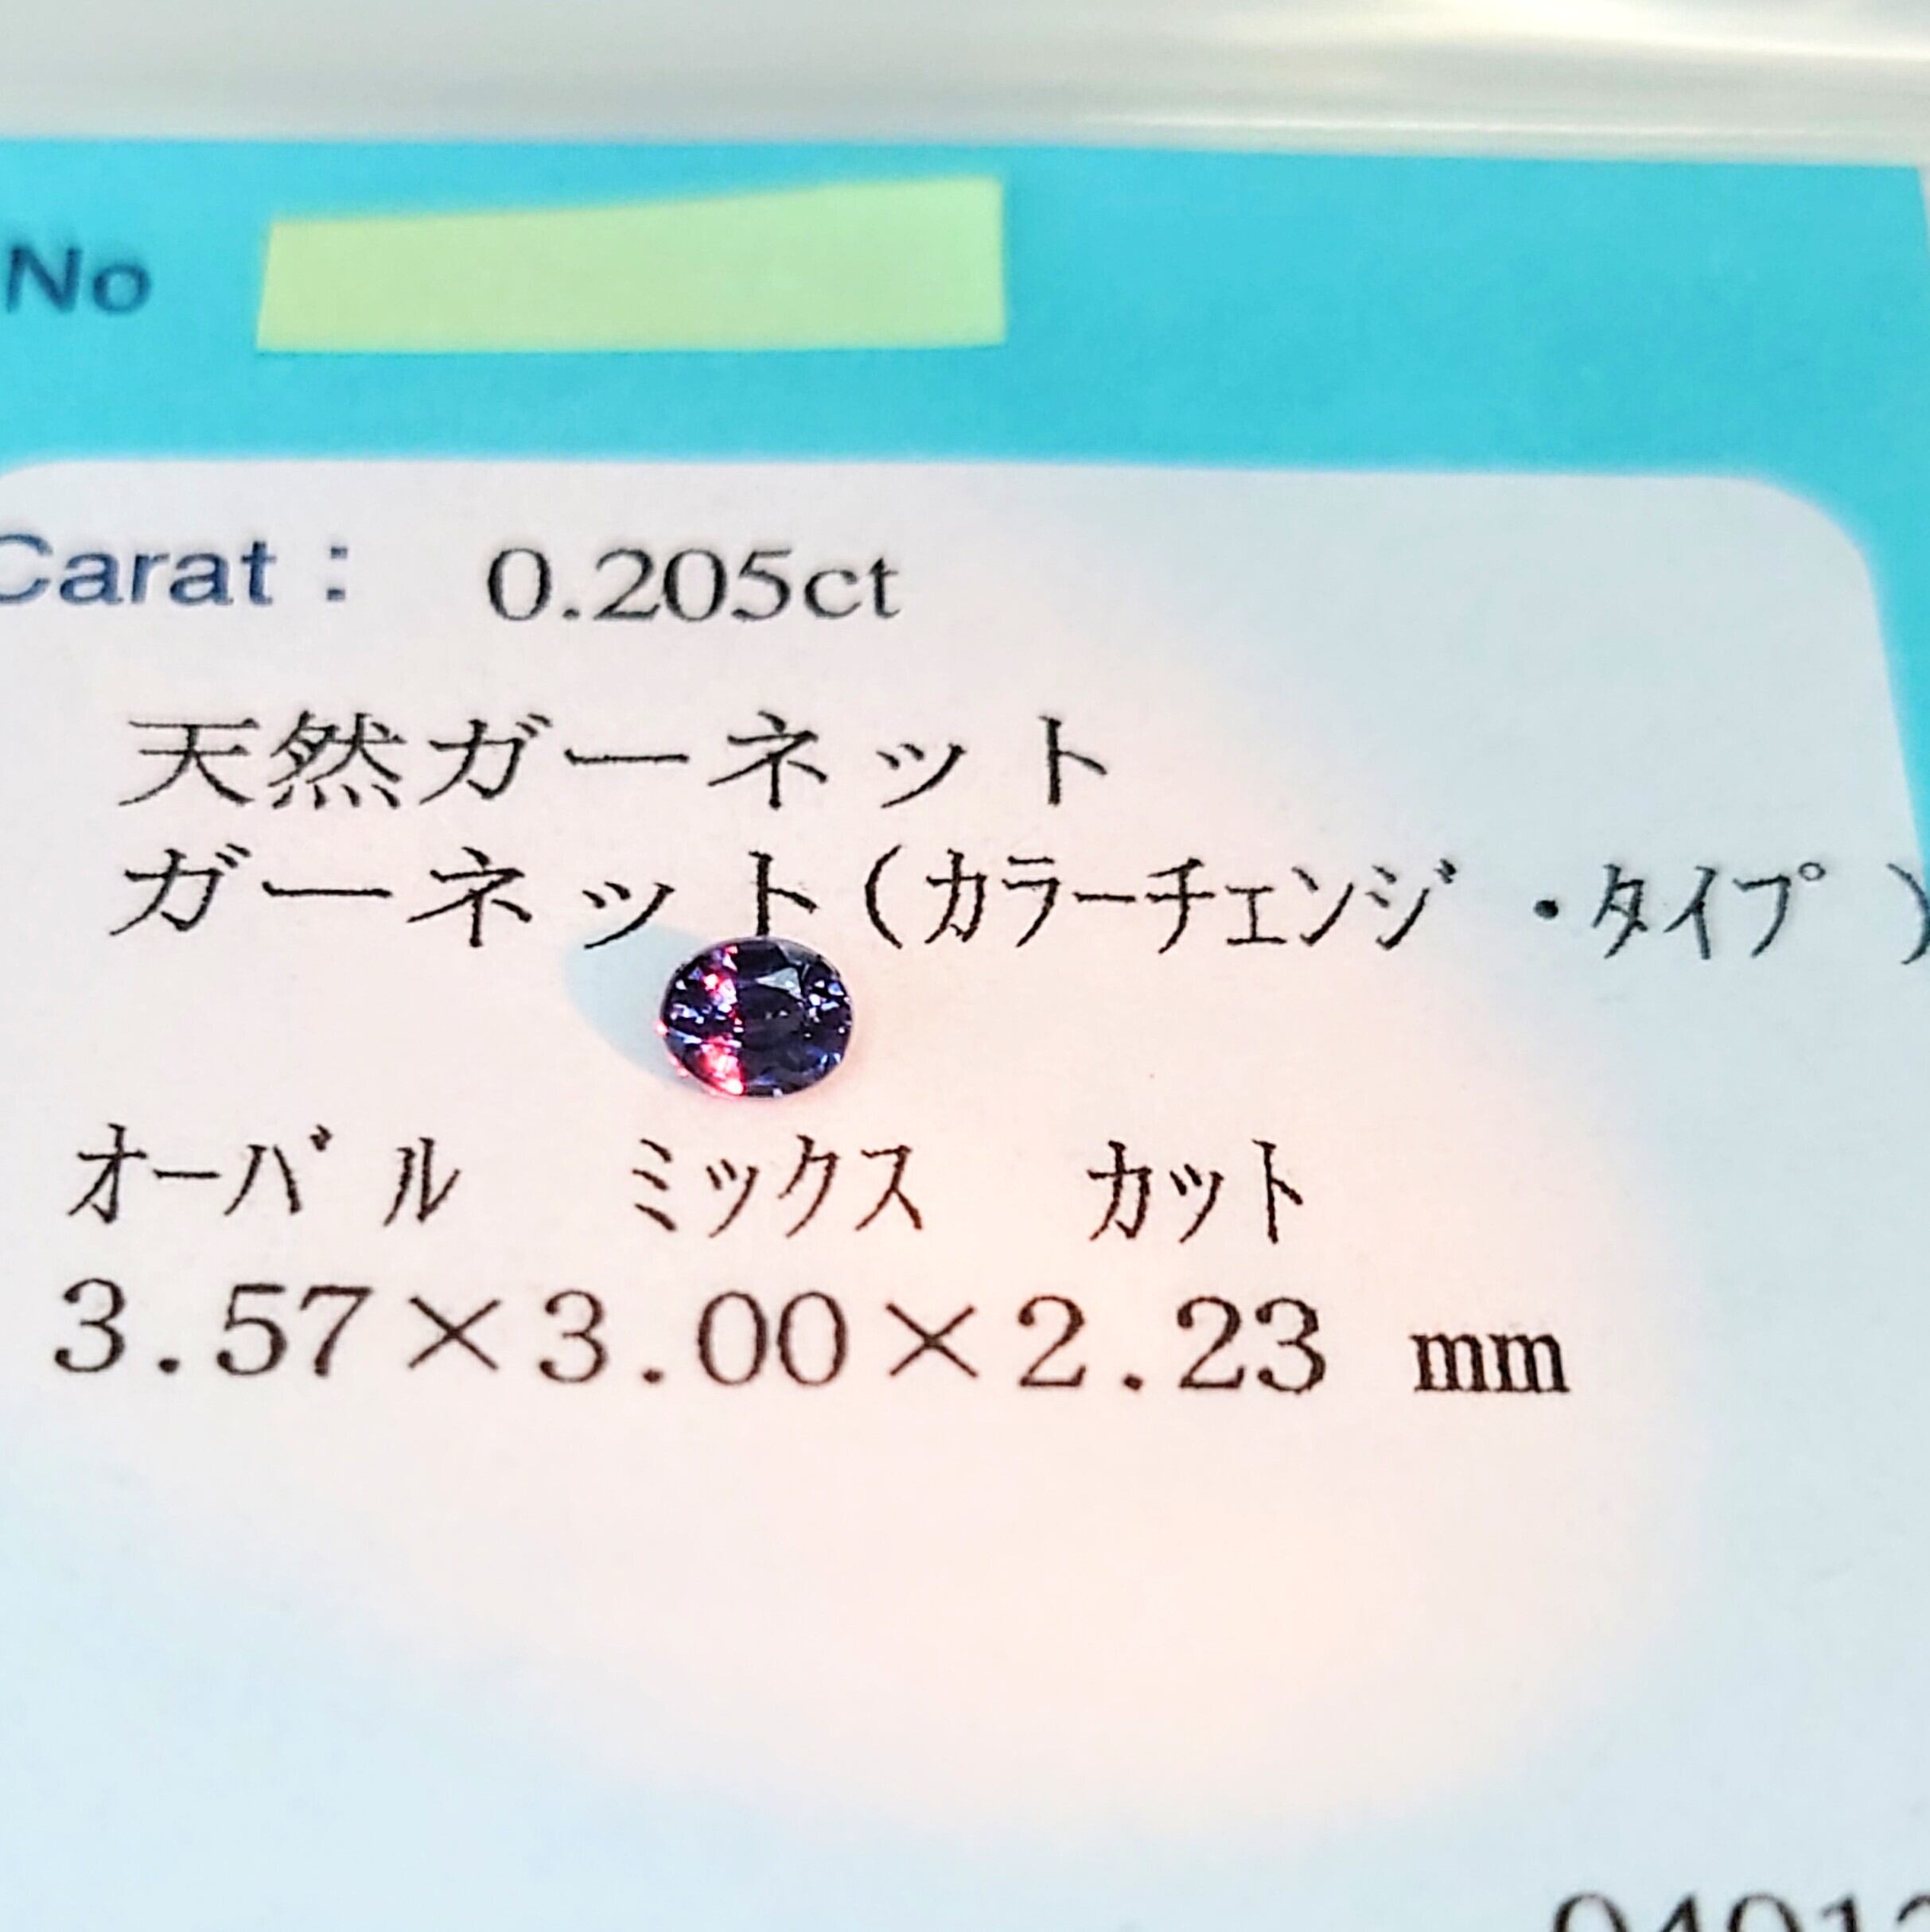 No
Carat : 0.205ct
天然ガーネット
ガーネット(カラーチェンジ・タイプ)
オーバル ミックス カット
3.57×3.00×2.23 mm